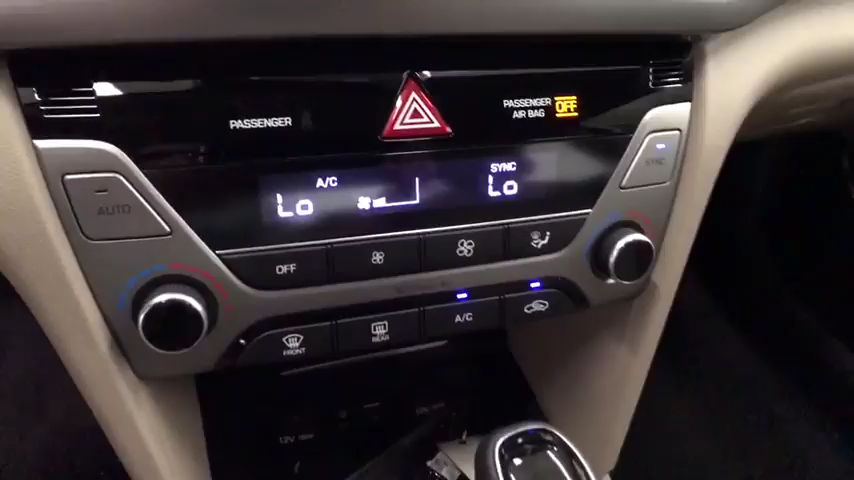 PASSENGER
PASSENGER
AIR BAG
OFF
A/C
SYNC
Lo
Lo
SYNC
AUTO
OFF
FRONT
REAR
A/C
12V